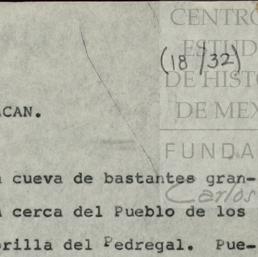 CENTRO
ESTUD
(18/32)
DE HIST
DE MEX
CAN.
FUNDA
cueva de bastantes gran-
Carlos
cerca del Pueblo de los
orilla del Pedregal. Pue-